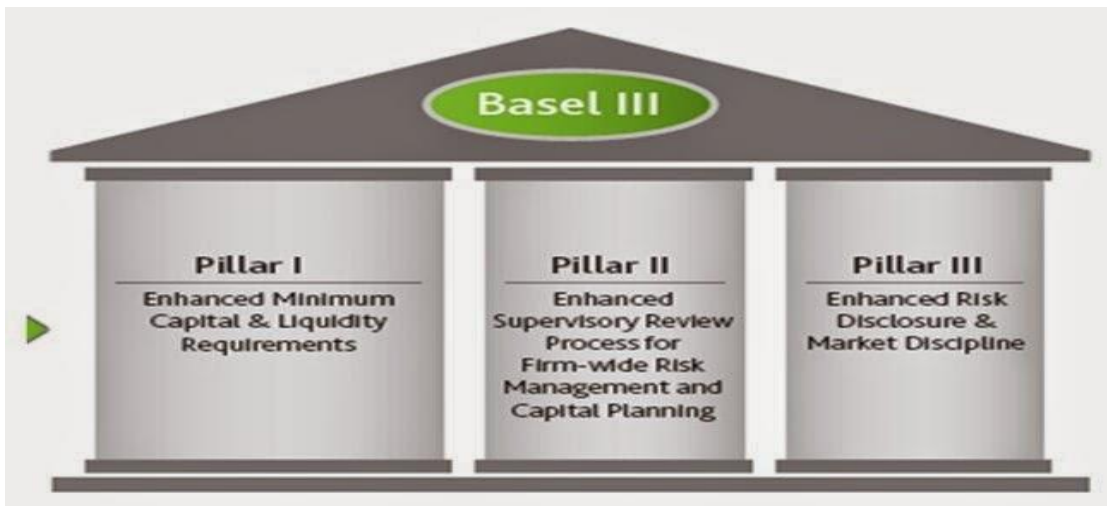 Basel III
Pillar I
Enhanced Minimum
Capital & Liquidity
Requirements
Pillar II
Enhanced
Supervisory Review
Process for
Firm-wide Risk
Management and
Capital Planning
Pillar III
Enhanced Risk
Disclosure &
Market Discipline